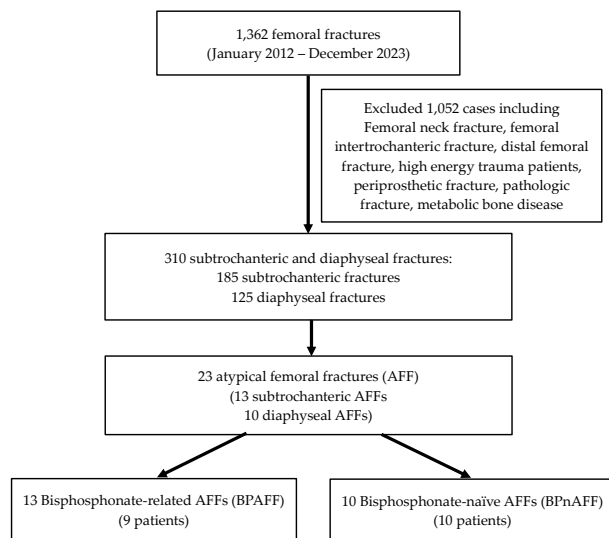 1,362 femoral fractures
(January 2012 – December 2023)
Excluded 1,052 cases including
Femoral neck fracture, femoral
intertrochanteric fracture, distal femoral
fracture, high energy trauma patients,
periprosthetic fracture, pathologic
fracture, metabolic bone disease
310 subtrochanteric and diaphyseal fractures:
185 subtrochanteric fractures
125 diaphyseal fractures
23 atypical femoral fractures (AFF)
(13 subtrochanteric AFFs
10 diaphyseal AFFs)
13 Bisphosphonate-related AFFs (BPAFF)
(9 patients)
10 Bisphosphonate-naïve AFFs (BPnAFF)
(10 patients)